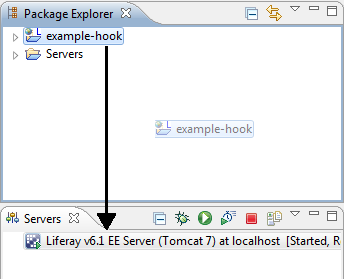 Package Explorer
example-hook
Servers
example-hook
Servers
Liferay v6.1 EE Server (Tomcat 7) at localhost [Started, R